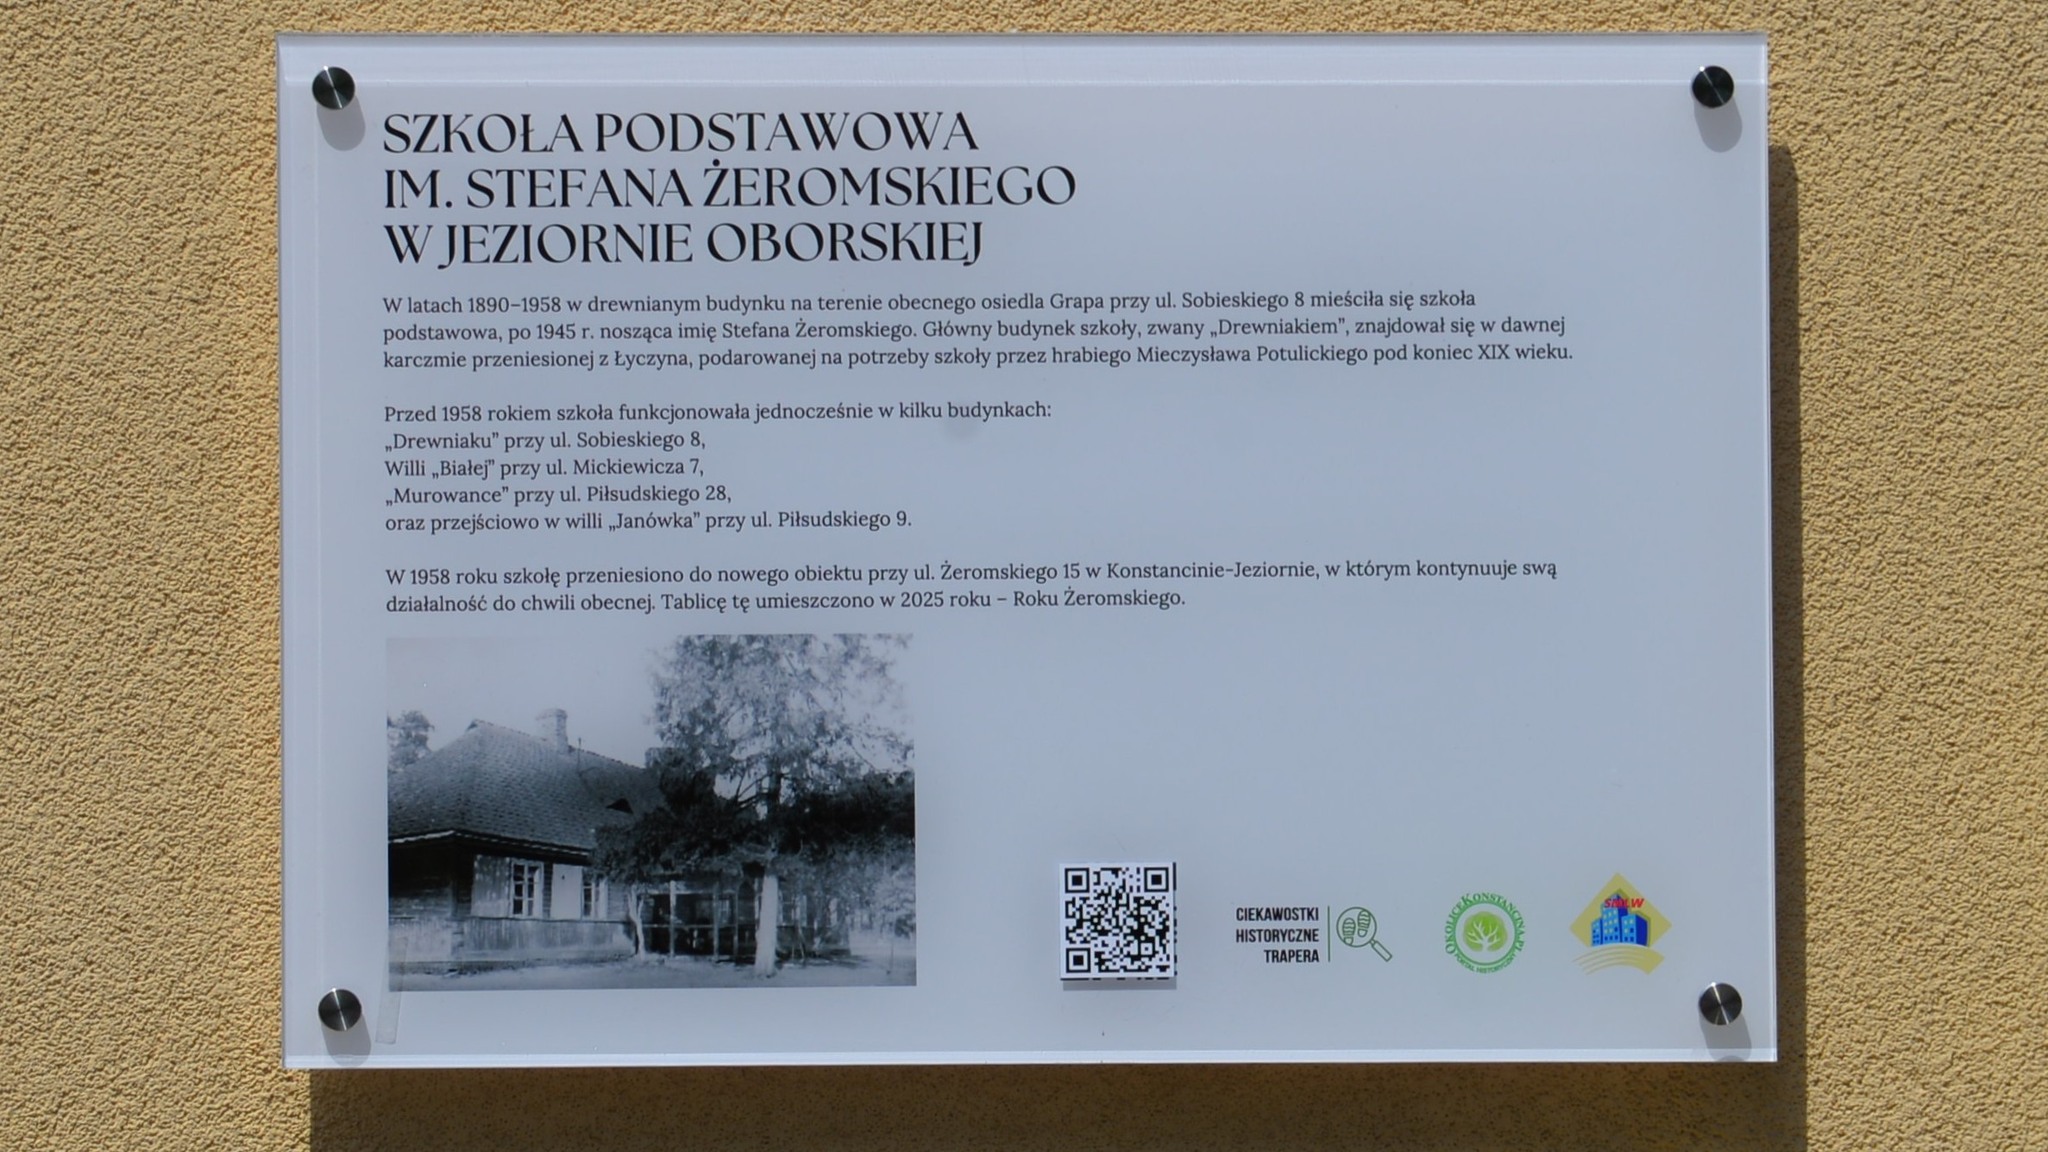 SZKOŁA PODSTAWOWA
IM. STEFANA ŻEROMSKIEGO
W JEZIORNIE OBORSKIEJ
W latach 1890–1958 w drewnianym budynku na terenie obecnego osiedla Grapa przy ul. Sobieskiego 8 mieściła się szkoła
podstawowa, po 1945 r. nosząca imię Stefana Żeromskiego. Główny budynek szkoły, zwany „Drewniakiem”, znajdował się w dawnej
karczmie przeniesionej z Łyczyna, podarowanej na potrzeby szkoły przez hrabiego Mieczysława Potulickiego pod koniec XIX wieku.
Przed 1958 rokiem szkoła funkcjonowała jednocześnie w kilku budynkach:
„Drewniaku” przy ul. Sobieskiego 8,
Willi „Białej” przy ul. Mickiewicza 7,
„Murowance” przy ul. Piłsudskiego 28,
oraz przejściowo w willi „Janówka” przy ul. Piłsudskiego 9.
W 1958 roku szkołę przeniesiono do nowego obiektu przy ul. Żeromskiego 15 w Konstancinie-Jeziornie, w którym kontynuuje swą
działalność do chwili obecnej. Tablicę tę umieszczono w 2025 roku – Roku Żeromskiego.
CIEKAWOSTKI
HISTORYCZNE
TRAPERA
OKOLICEKONSTANCINA.PL
PORTAL HISTORYCZNY